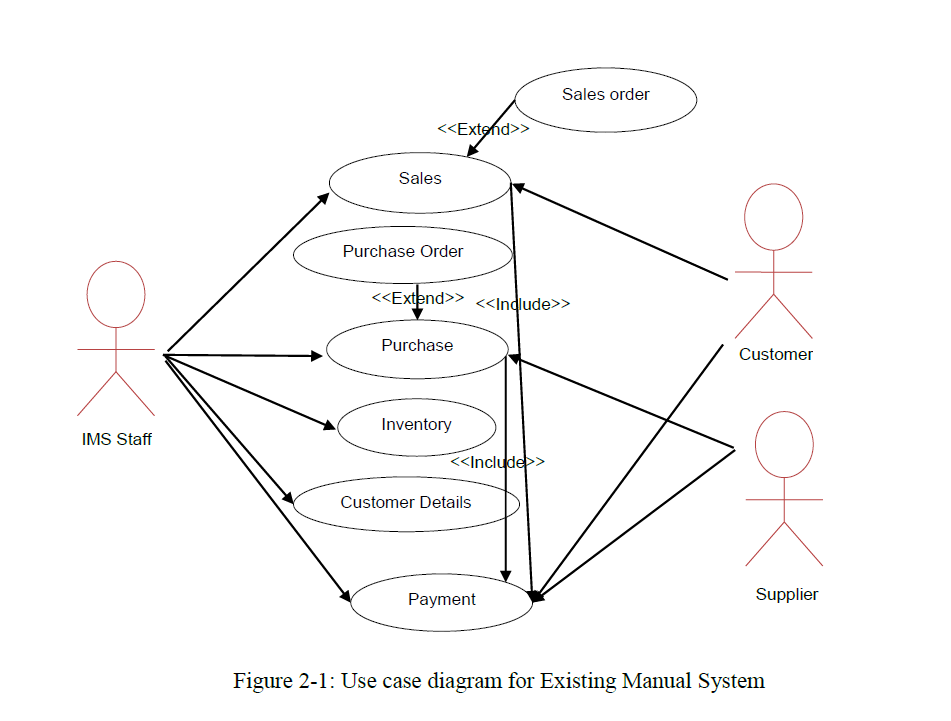 Sales order
<<Extend>>
Sales
Purchase Order
<<Extend>>
<<Include>>
Purchase
Customer
Inventory
IMS Staff
<<Include>>
Customer Details
Supplier
Payment
Figure 2-1: Use case diagram for Existing Manual System